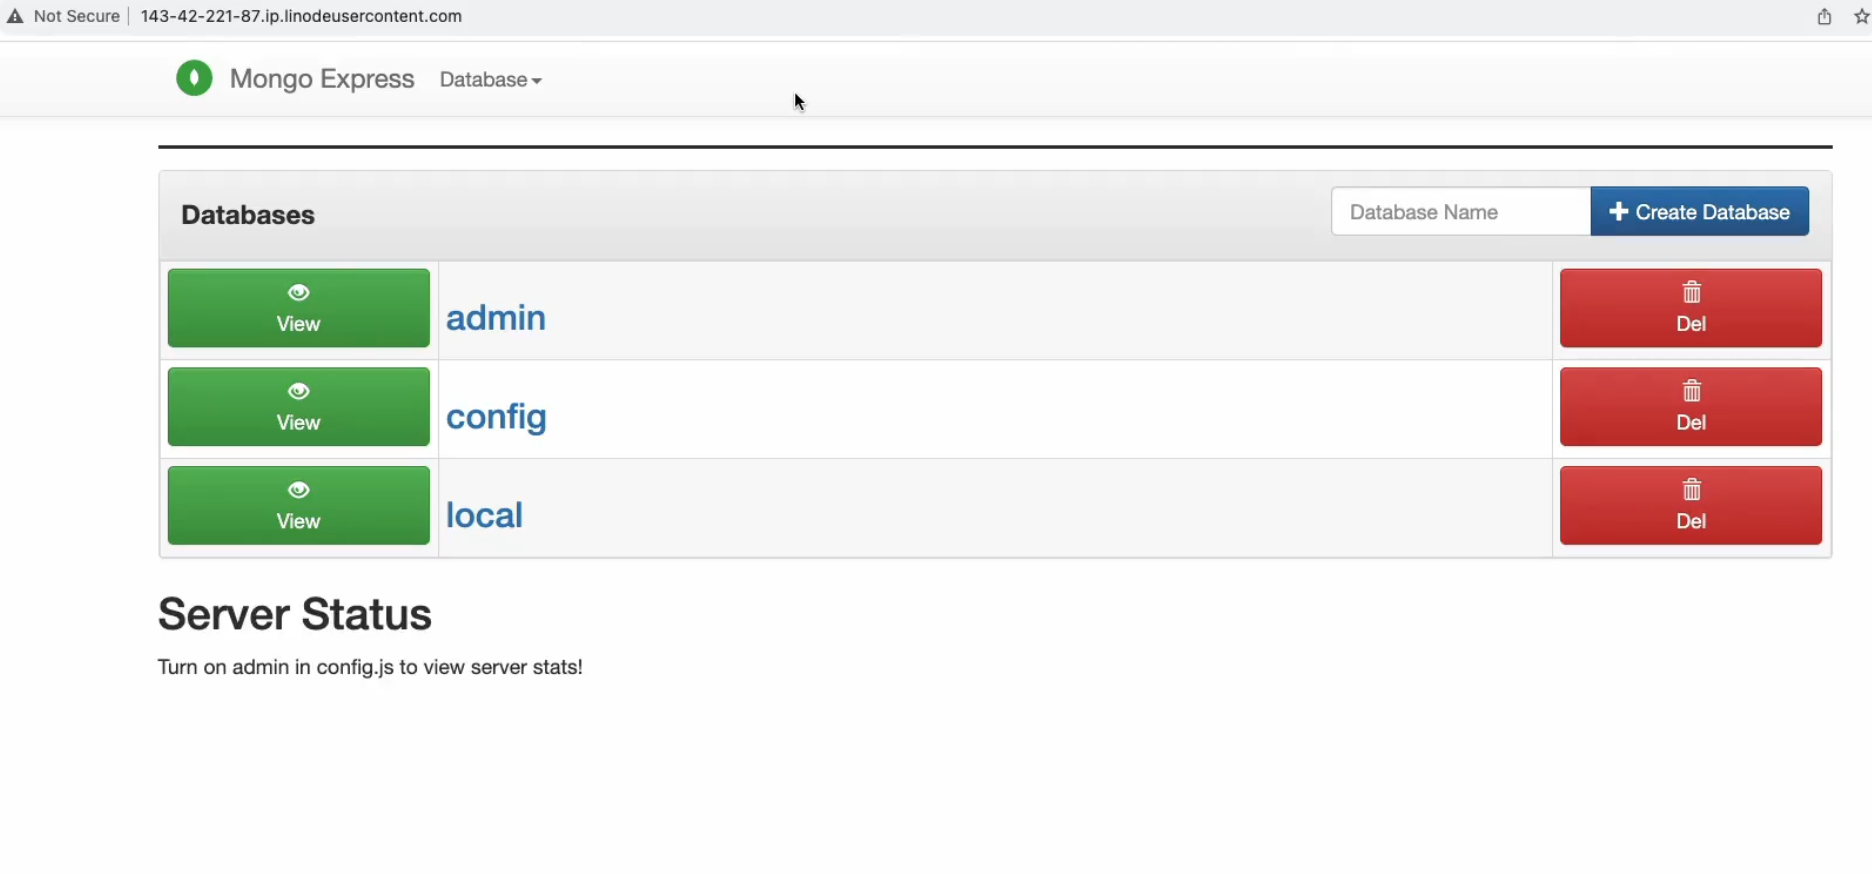 Not Secure 143-42-221-87.ip.linodeusercontent.com
Mongo Express Database
Databases Database Name Create Database
View admin Del
View config Del
View local Del
Server Status
Turn on admin in config.js to view server stats!